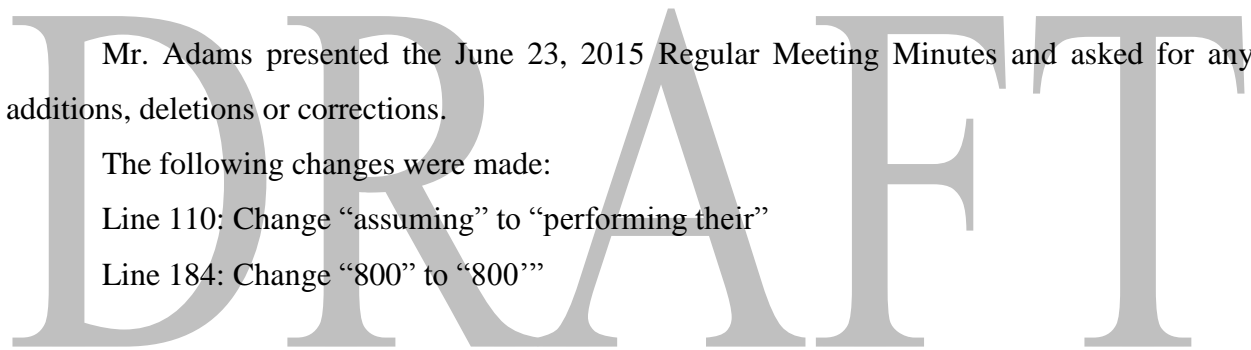 Mr. Adams presented the June 23, 2015 Regular Meeting Minutes and asked for any
additions, deletions or corrections.
The following changes were made:
Line 110: Change “assuming” to “performing their”
Line 184: Change “800” to “800’”
DRAFT